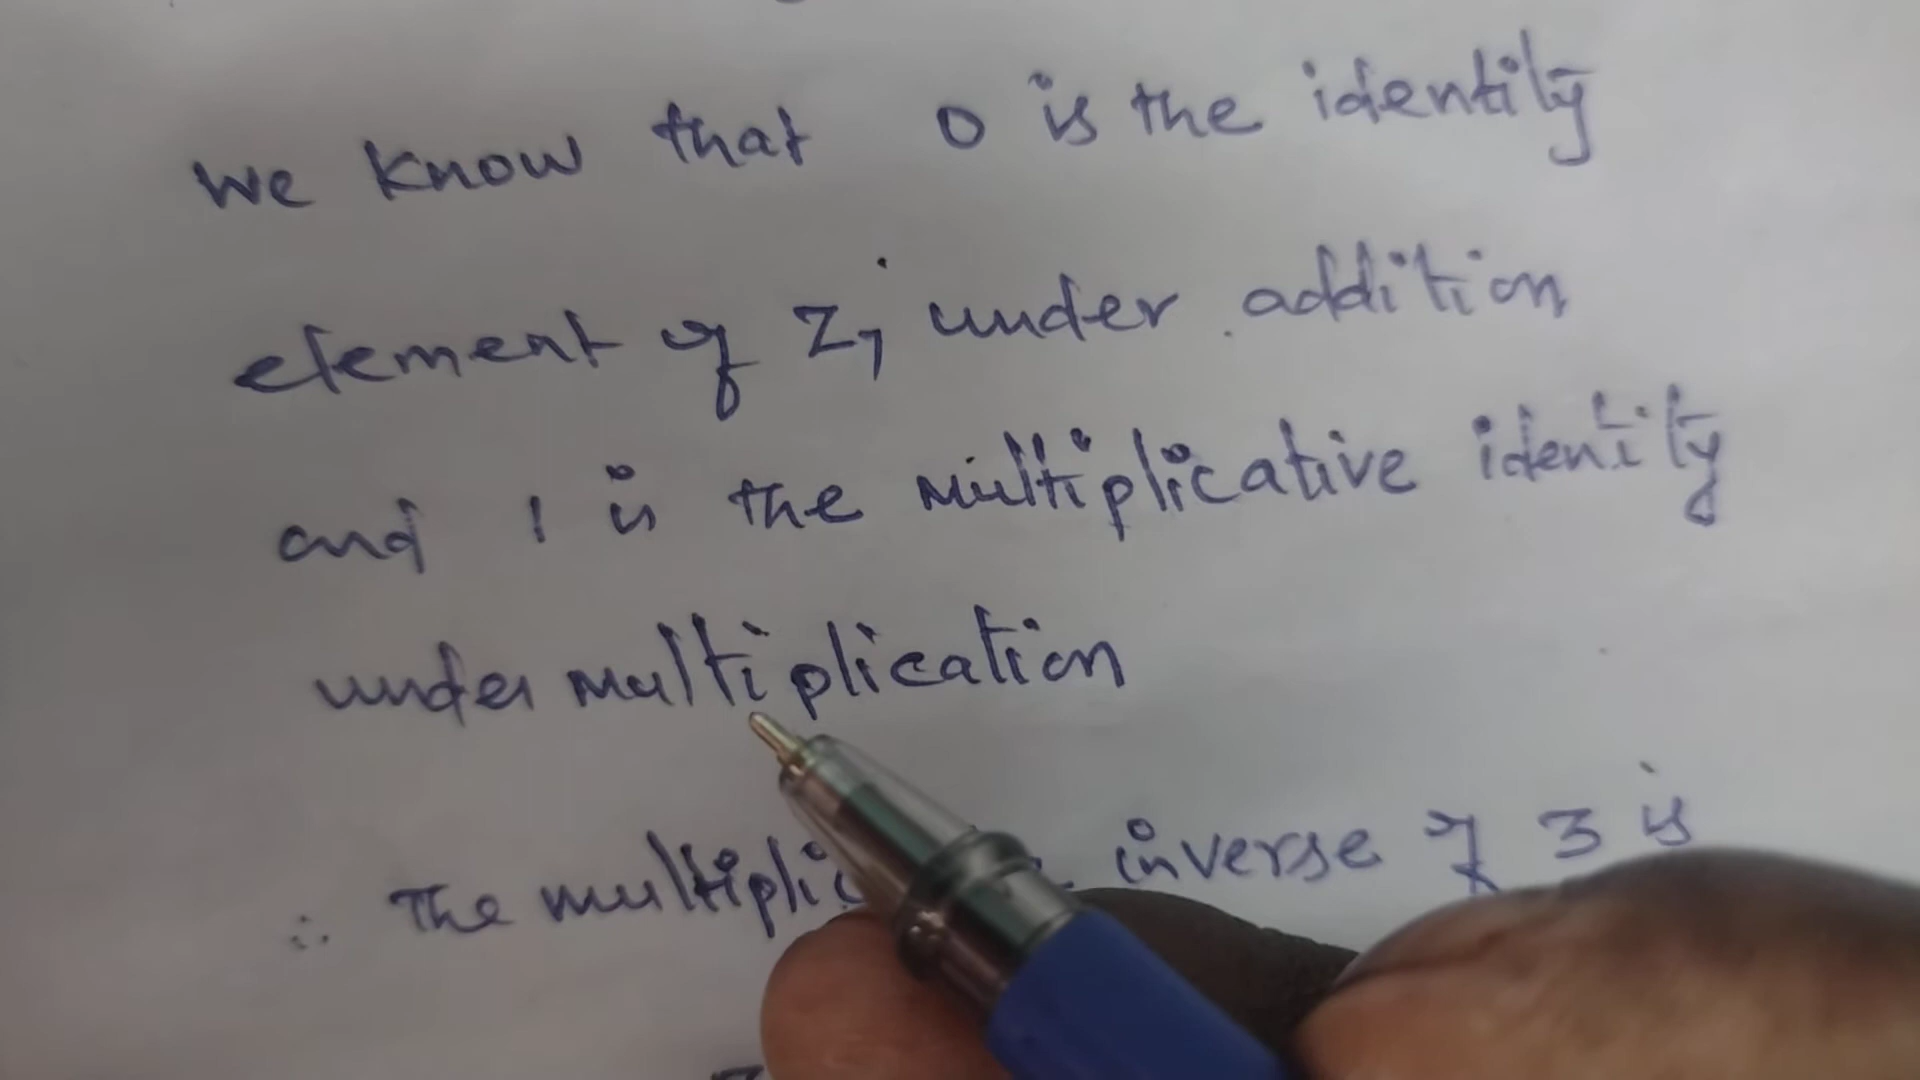 We know that 0 is the identity
element of Z7 under addition
and 1 is the multiplicative identity
under multiplication
∴ The inverse of 3 is